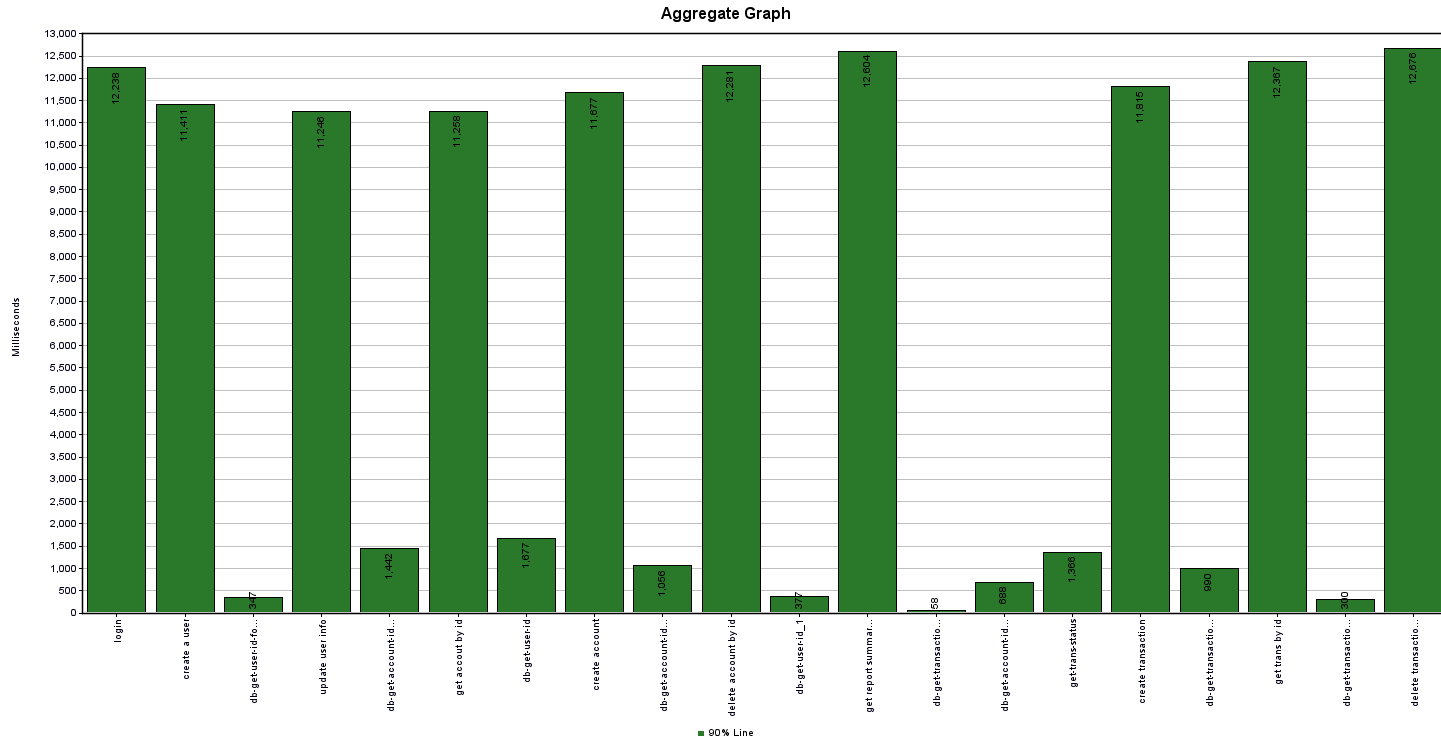 Aggregate Graph
13,000
12,500
12,000
11,500
11,000
10,500
10,000
9,500
9,000
8,500
8,000
7,500
7,000
6,500
6,000
5,500
5,000
4,500
4,000
3,500
3,000
2,500
2,000
1,500
1,000
500
0
Milliseconds
12,238
11,411
347
11,246
1,442
11,258
1,677
11,677
1,056
12,281
377
12,604
58
688
1,366
11,815
990
12,367
300
12,676
login
create a user
db-get-user-id-fo...
update user info
db-get-account-id...
get accout by id
db-get-user-id
create account
db-get-account-id...
delete account by id
db-get-user-id_1
get report summar...
db-get-transactio...
db-get-account-id...
get-trans-status
create transaction
db-get-transactio...
get trans by id
db-get-transactio...
delete transactio...
90% Line